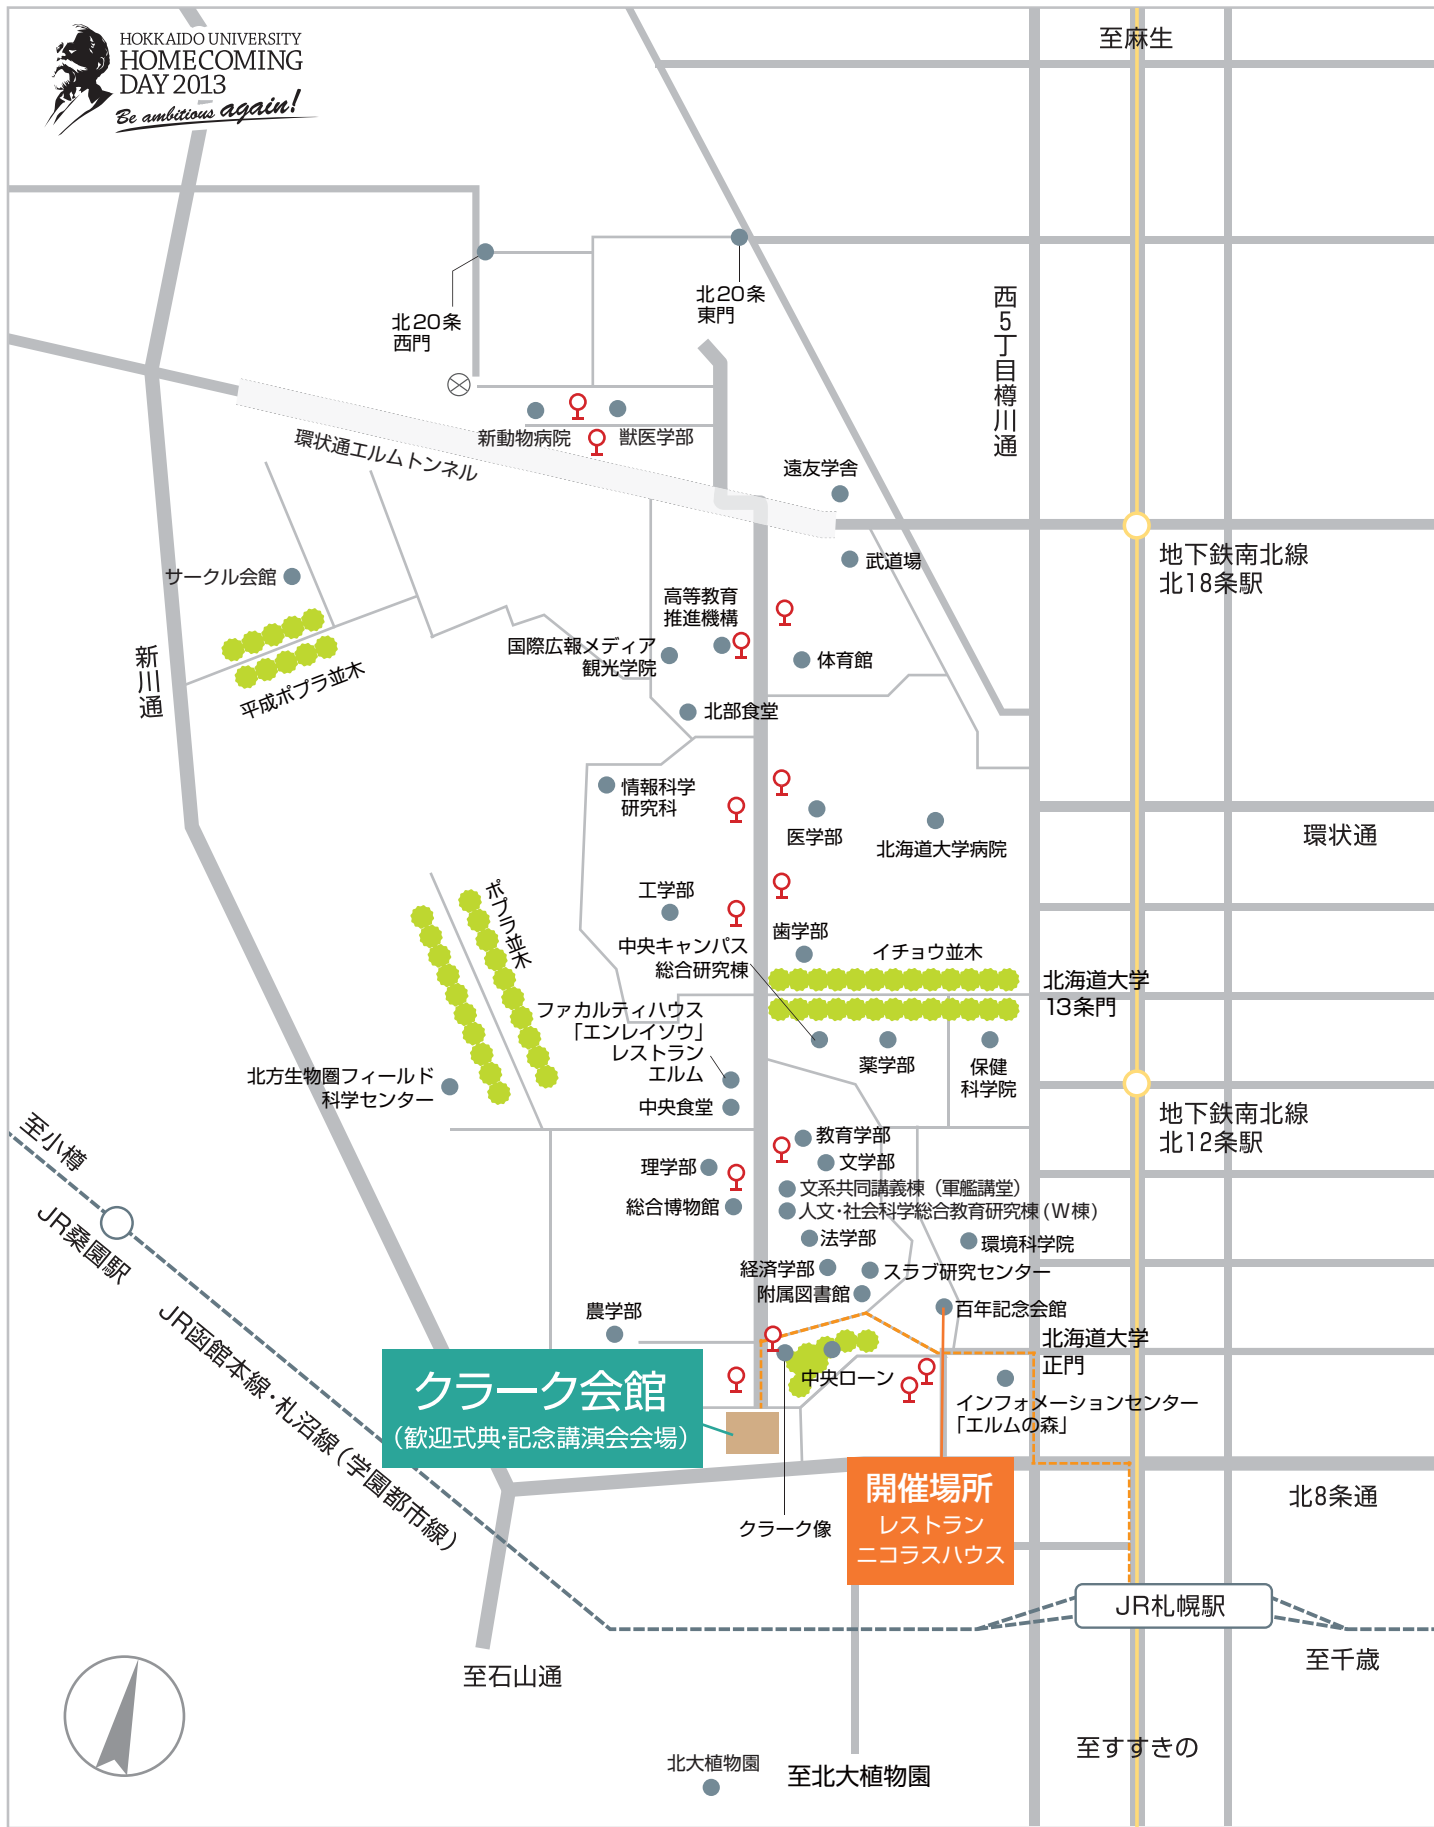 HOKKAIDO UNIVERSITY
HOMECOMING
DAY 2013
Be ambitious again!
至麻生
北20条
西門
北20条
東門
西5丁目樽川通
新動物病院
獣医学部
環状通エルムトンネル
遠友学舎
武道場
地下鉄南北線
北18条駅
サークル会館
高等教育
推進機構
国際広報メディア
観光学院
体育館
新川通
平成ポプラ並木
北部食堂
情報科学
研究科
医学部
北海道大学病院
環状通
工学部
ポプラ並木
歯学部
中央キャンパス
総合研究棟
イチョウ並木
北海道大学
13条門
ファカルティハウス
「エンレイソウ」
レストラン
エルム
薬学部
保健
科学院
北方生物圏フィールド
科学センター
中央食堂
地下鉄南北線
北12条駅
至小樽
教育学部
文学部
理学部
文系共同講義棟（軍艦講堂）
総合博物館
人文・社会科学総合教育研究棟（W棟）
JR桑園駅
法学部
環境科学院
経済学部
スラブ研究センター
附属図書館
百年記念会館
農学部
北海道大学
正門
JR函館本線・札沼線（学園都市線）
クラーク会館
（歓迎式典・記念講演会会場）
中央ローン
インフォメーションセンター
「エルムの森」
開催場所
レストラン
ニコラスハウス
北8条通
クラーク像
JR札幌駅
至千歳
至石山通
至すすきの
北大植物園
至北大植物園